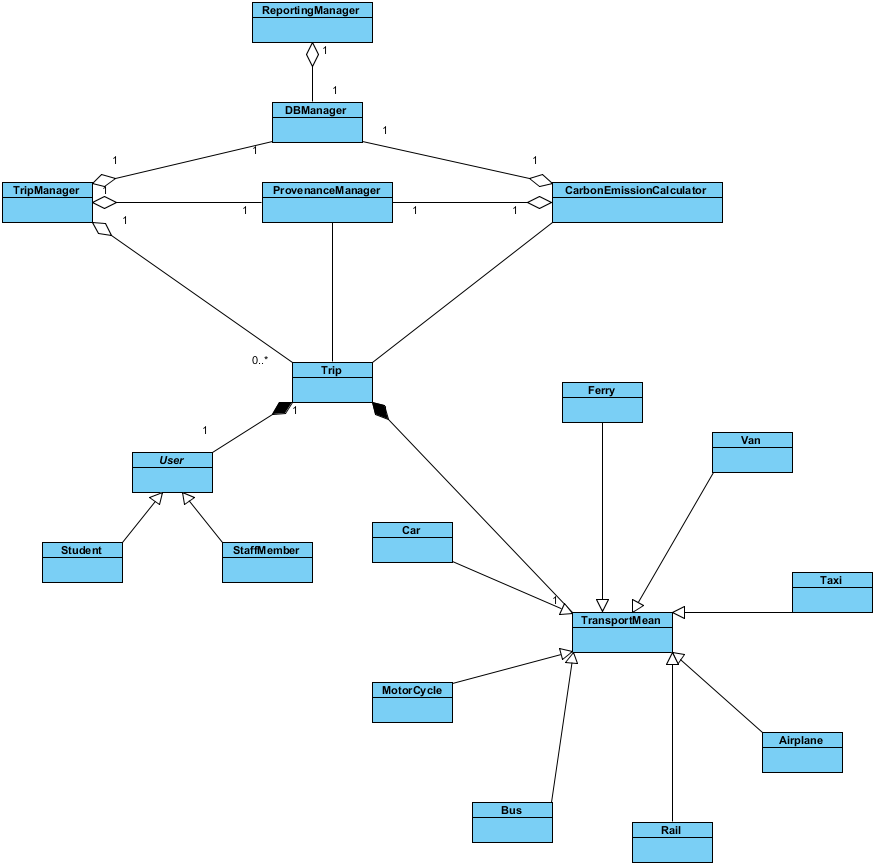 ReportingManager
1
1
DBManager
1
1
1
1
TripManager
1
ProvenanceManager
CarbonEmissionCalculator
1
1
1
1
0..*
Trip
1
Ferry
1
Van
User
Car
Student
StaffMember
Taxi
1
TransportMean
MotorCycle
Airplane
Bus
Rail